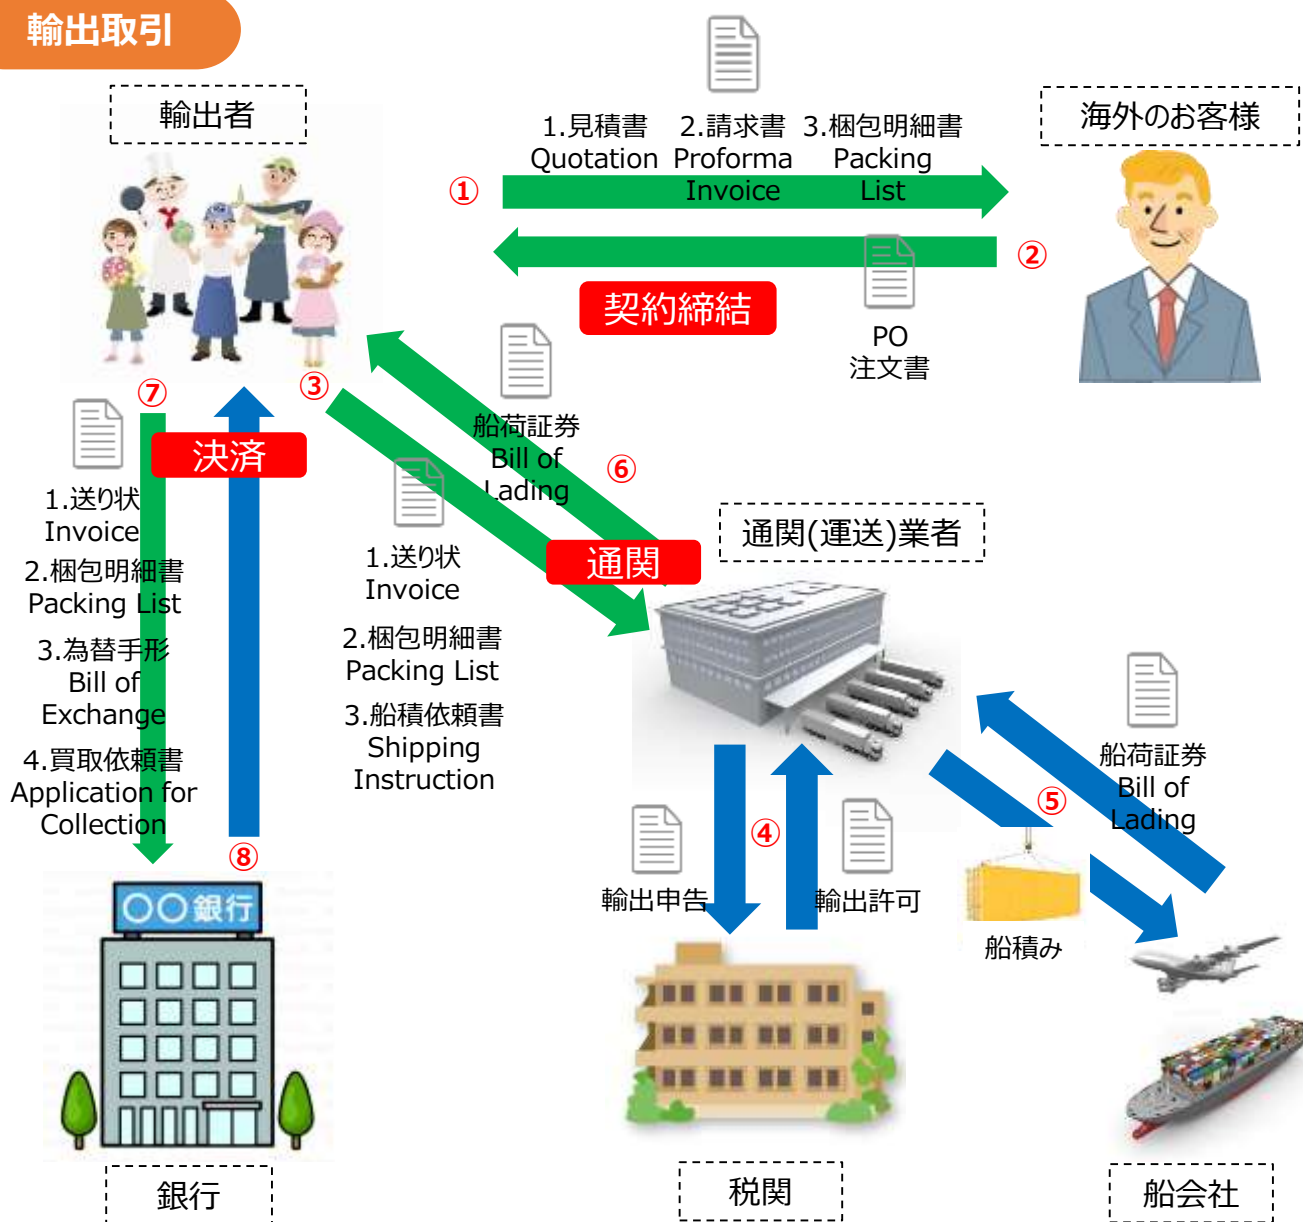 輸出取引
輸出者
海外のお客様
1.見積書
Quotation
2.請求書
Proforma
Invoice
3.梱包明細書
Packing
List
①
②
契約締結
PO
注文書
⑦
③
船荷証券
Bill of
Lading
⑥
決済
1.送り状
Invoice
2.梱包明細書
Packing List
3.為替手形
Bill of
Exchange
4.買取依頼書
Application for
Collection
⑧
通関
1.送り状
Invoice
2.梱包明細書
Packing List
3.船積依頼書
Shipping
Instruction
通関(運送)業者
④
輸出申告
輸出許可
⑤
船荷証券
Bill of
Lading
船積み
〇〇銀行
銀行
税関
船会社